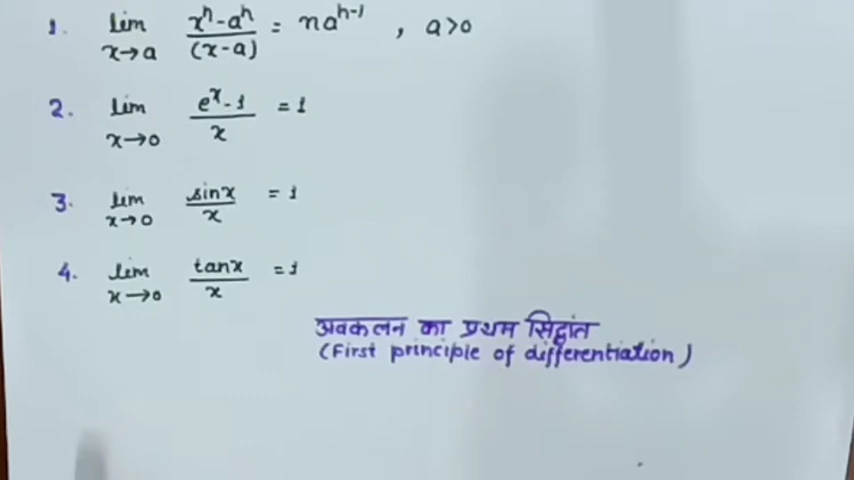 1. lim x→a (xⁿ - aⁿ)/(x-a) = naⁿ⁻¹ , a>0
2. lim x→0 (eˣ - 1)/x = 1
3. lim x→0 sinx/x = 1
4. lim x→0 tanx/x = 1
अवकलन का प्रथम सिद्धांत
(First principle of differentiation)